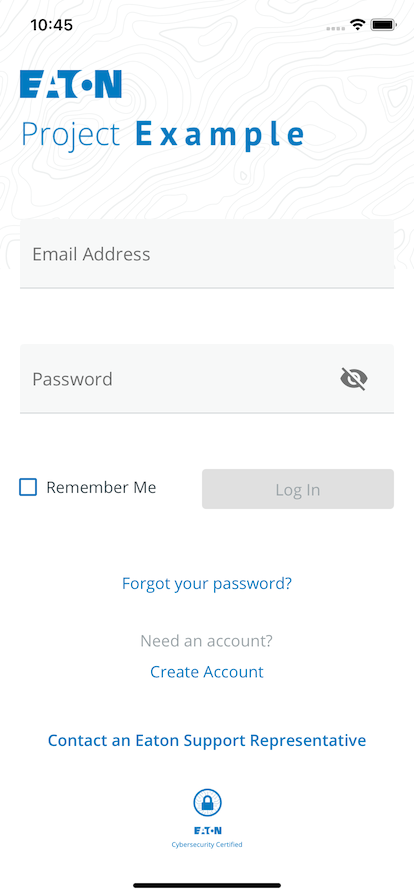 10:45
EATON
Project Example
Email Address
Password
Remember Me
Log In
Forgot your password?
Need an account?
Create Account
Contact an Eaton Support Representative
EATON
Cybersecurity Certified